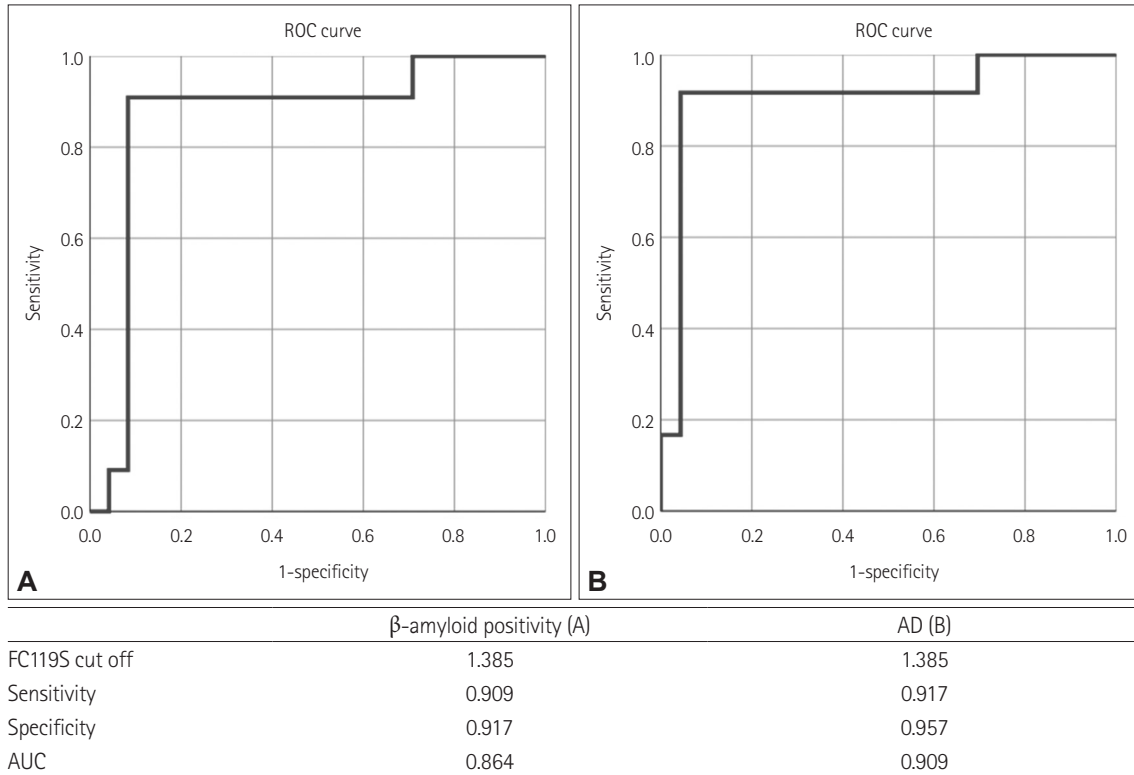 ROC curve
1.0
0.8
0.6
0.4
0.2
0.0
Sensitivity
0.0 0.2 0.4 0.6 0.8 1.0
1-specificity
A
ROC curve
1.0
0.8
0.6
0.4
0.2
0.0
Sensitivity
0.0 0.2 0.4 0.6 0.8 1.0
1-specificity
B
β-amyloid positivity (A) AD (B)
FC119S cut off 1.385 1.385
Sensitivity 0.909 0.917
Specificity 0.917 0.957
AUC 0.864 0.909